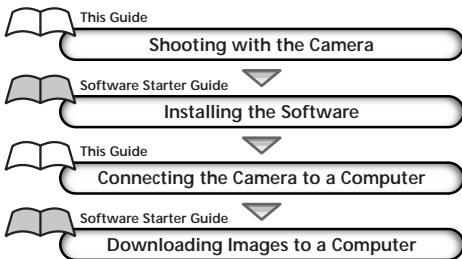 This Guide
Shooting with the Camera
Software Starter Guide
Installing the Software
This Guide
Connecting the Camera to a Computer
Software Starter Guide
Downloading Images to a Computer